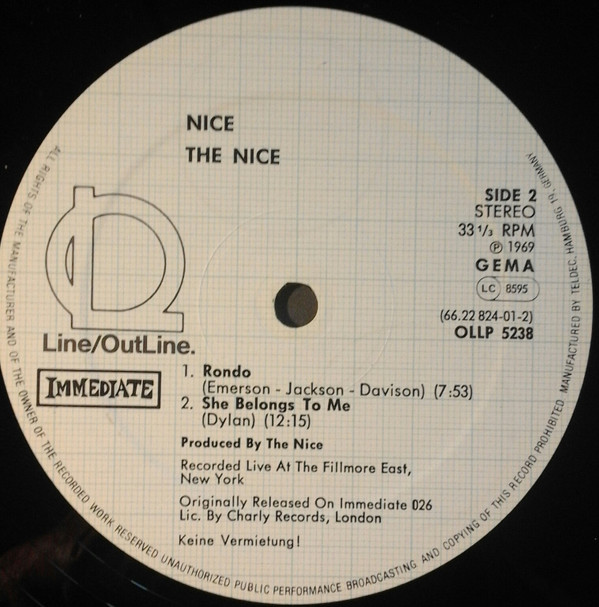 NICE
THE NICE
SIDE 2
STEREO
33 1/3 RPM
℗ 1969
GEMA
LC 8595
(66.22 824-01-2)
OLLP 5238
Line/OutLine.
IMMEDIATE
1. Rondo
(Emerson - Jackson - Davison) (7:53)
2. She Belongs To Me
(Dylan) (12:15)
Produced By The Nice
Recorded Live At The Fillmore East,
New York
Originally Released On Immediate 026
Lic. By Charly Records, London
Keine Vermietung!
ALL RIGHTS OF THE MANUFACTURER AND OF THE OWNER OF THE RECORDED WORK RESERVED UNAUTHORIZED PUBLIC PERFORMANCE BROADCASTING AND COPYING OF THIS RECORD PROHIBITED MANUFACTURED BY TELDEC, HAMBURG 19, GERMANY